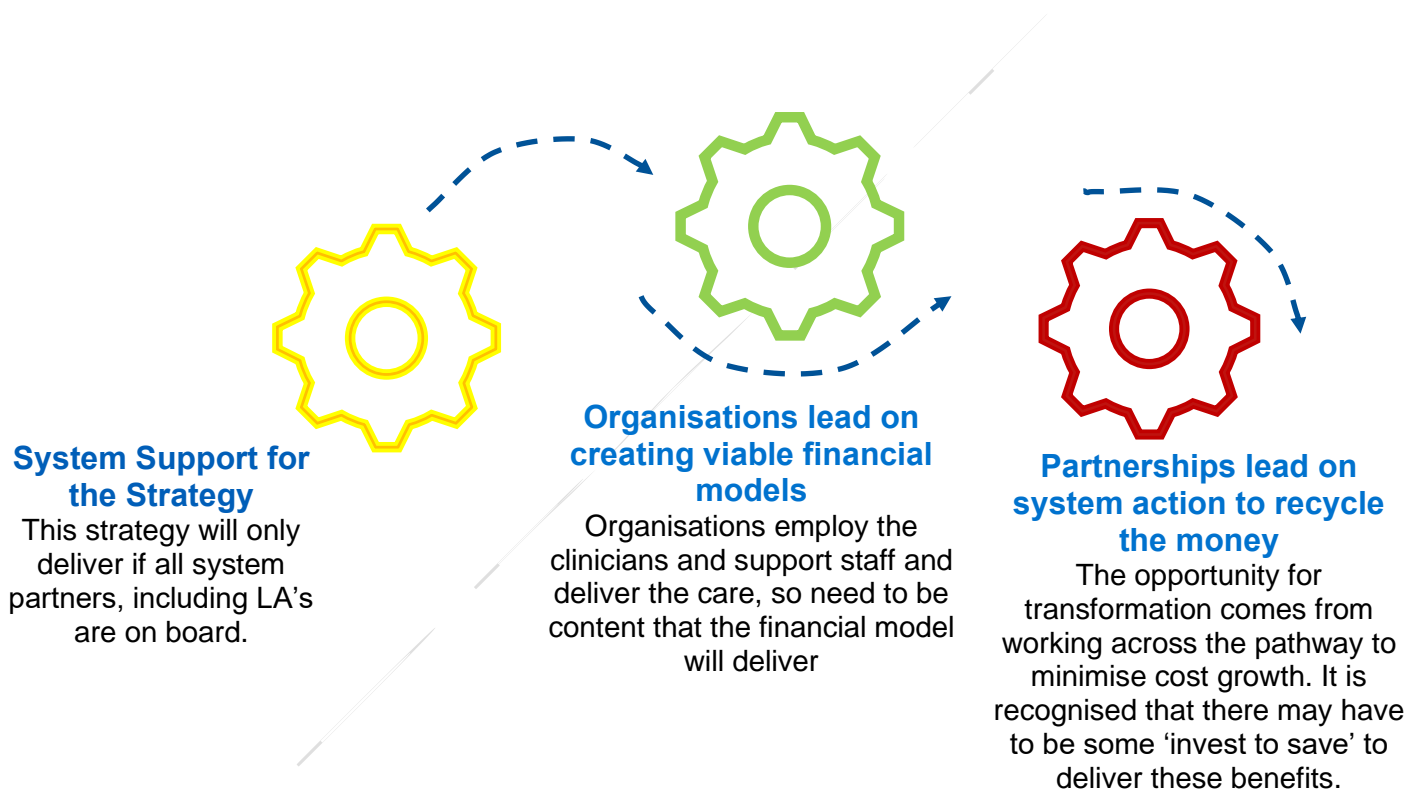 System Support for
the Strategy
This strategy will only
deliver if all system
partners, including LA's
are on board.
Organisations lead on
creating viable financial
models
Organisations employ the
clinicians and support staff and
deliver the care, so need to be
content that the financial model
will deliver
Partnerships lead on
system action to recycle
the money
The opportunity for
transformation comes from
working across the pathway to
minimise cost growth. It is
recognised that there may have
to be some ‘invest to save’ to
deliver these benefits.